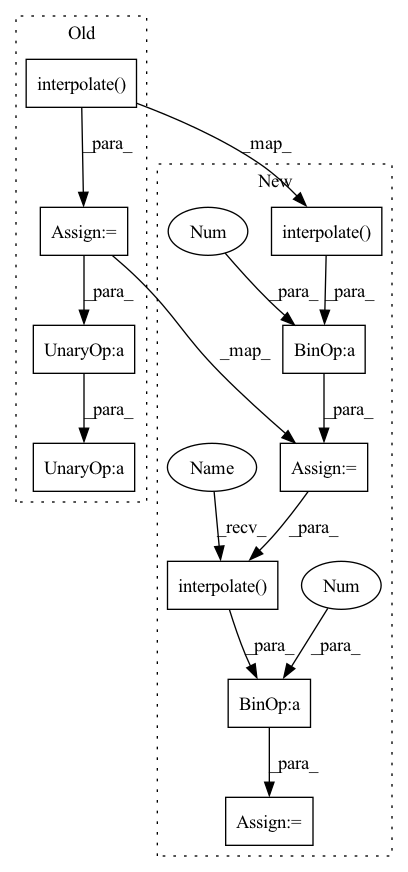 Old
interpolate()
_para_
_map_
New
Assign:=
Num
interpolate()
_para_
_para_
_para_
UnaryOp:a
_map_
BinOp:a
_para_
_para_
UnaryOp:a
Name
Assign:=
_recv_
_para_
interpolate()
Num
_para_
_para_
BinOp:a
_para_
Assign:=